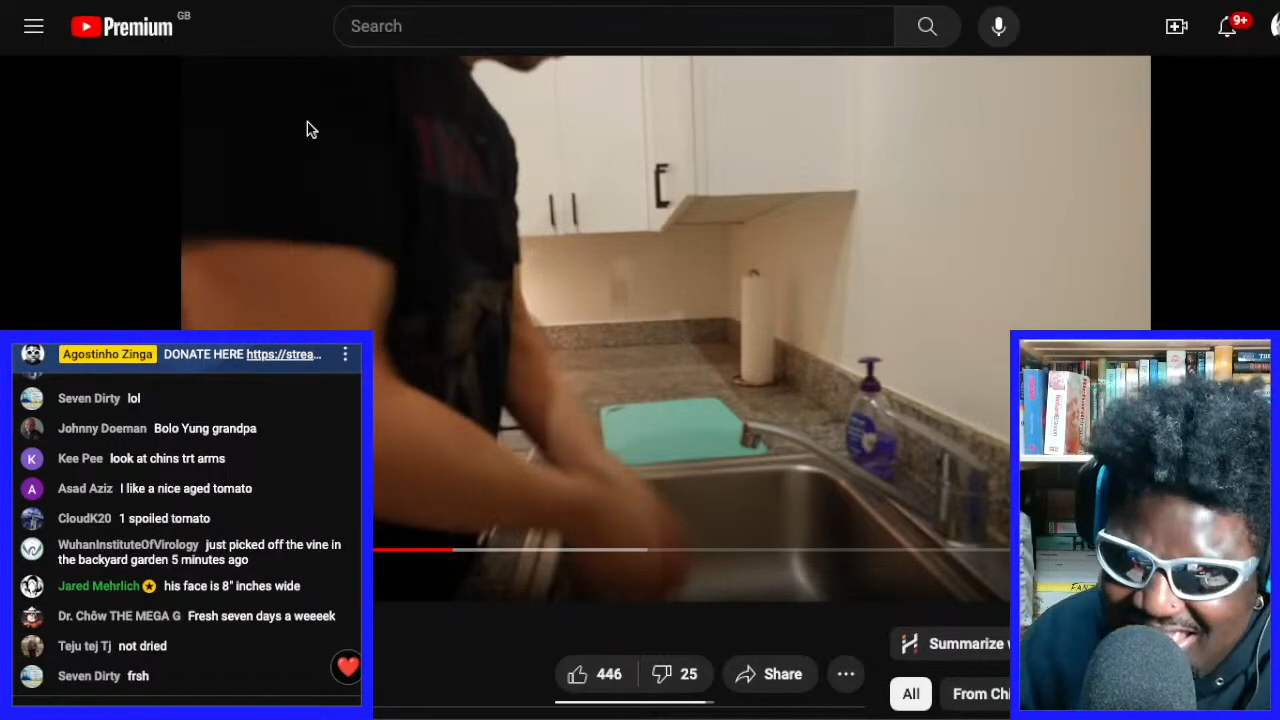 Premium GB
Search
9+
Agostinho Zinga DONATE HERE https://strea...
Seven Dirty lol
Johnny Doeman Bolo Yung grandpa
K Kee Pee look at chins trt arms
A Asad Aziz I like a nice aged tomato
CloudK20 1 spoiled tomato
WuhanInstituteOfVirology just picked off the vine in
the backyard garden 5 minutes ago
Jared Mehrlich his face is 8" inches wide
Dr. Chôw THE MEGA G Fresh seven days a weeeek
Teju tej Tj not dried
Seven Dirty frsh
Summarize
446
25
Share
All
From Chi